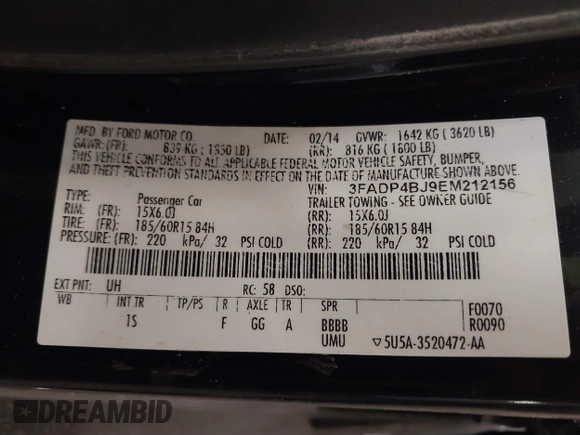 MFD. BY FORD MOTOR CO. DATE: 02/14 GVWR: 1642 KG ( 3620 LB)
GAWR: (FR): 839 KG ( 1850 LB) (RR): 816 KG ( 1800 LB)
THIS VEHICLE CONFORMS TO ALL APPLICABLE FEDERAL MOTOR VEHICLE SAFETY, BUMPER,
AND THEFT PREVENTION STANDARDS IN EFFECT ON THE DATE OF MANUFACTURE SHOWN ABOVE.
VIN: 3FADP4BJ9EM212156
TYPE: Passenger Car TRAILER TOWING - SEE OWNER GUIDE
RIM: (FR) 15X6.0J (RR): 15X6.0J
TIRE: (FR) 185/60R15 84H (RR): 185/60R15 84H
PRESSURE: (FR): 220 kPa/ 32 PSI COLD (RR): 220 kPa/ 32 PSI COLD
EXT PNT: UH RC: 58 DSO:
WB INT TR TP/PS R AXLE TR SPR F0070
1S F GG A BBBB R0090
UMU ▽5U5A-3520472-AA
DREAMBID